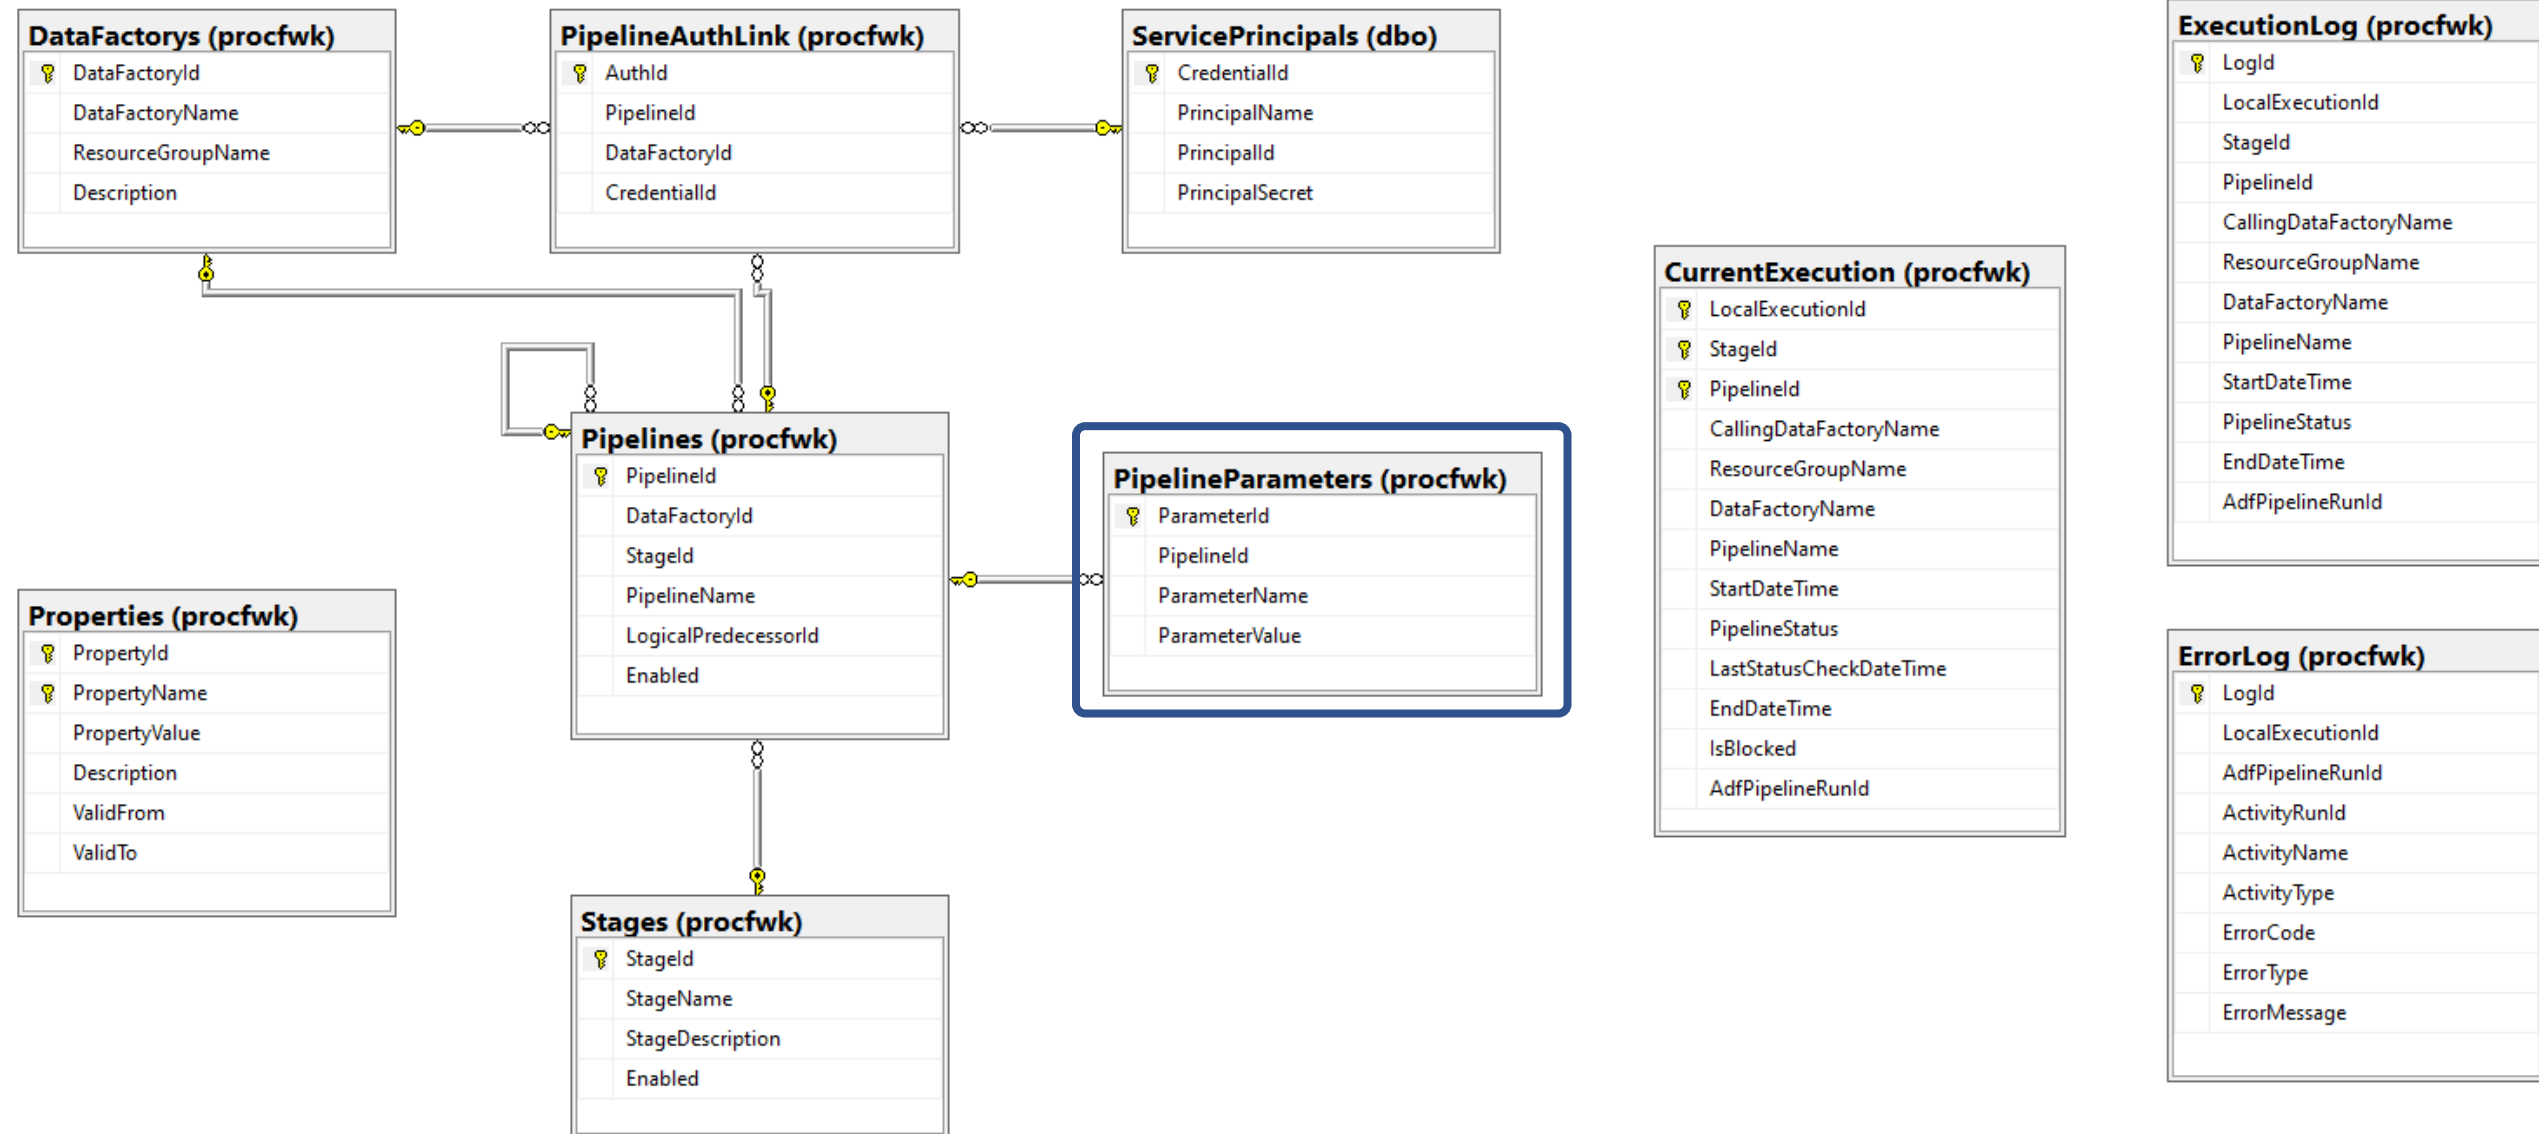 DataFactorys (procfwk)
DataFactoryId
DataFactoryName
ResourceGroupName
Description
PipelineAuthLink (procfwk)
AuthId
PipelineId
DataFactoryId
CredentialId
ServicePrincipals (dbo)
CredentialId
PrincipalName
PrincipalId
PrincipalSecret
Pipelines (procfwk)
PipelineId
DataFactoryId
StageId
PipelineName
LogicalPredecessorId
Enabled
PipelineParameters (procfwk)
ParameterId
PipelineId
ParameterName
ParameterValue
Properties (procfwk)
PropertyId
PropertyName
PropertyValue
Description
ValidFrom
ValidTo
Stages (procfwk)
StageId
StageName
StageDescription
Enabled
CurrentExecution (procfwk)
LocalExecutionId
StageId
PipelineId
CallingDataFactoryName
ResourceGroupName
DataFactoryName
PipelineName
StartDateTime
PipelineStatus
LastStatusCheckDateTime
EndDateTime
IsBlocked
AdfPipelineRunId
ExecutionLog (procfwk)
LogId
LocalExecutionId
StageId
PipelineId
CallingDataFactoryName
ResourceGroupName
DataFactoryName
PipelineName
StartDateTime
PipelineStatus
EndDateTime
AdfPipelineRunId
ErrorLog (procfwk)
LogId
LocalExecutionId
AdfPipelineRunId
ActivityRunId
ActivityName
ActivityType
ErrorCode
ErrorType
ErrorMessage